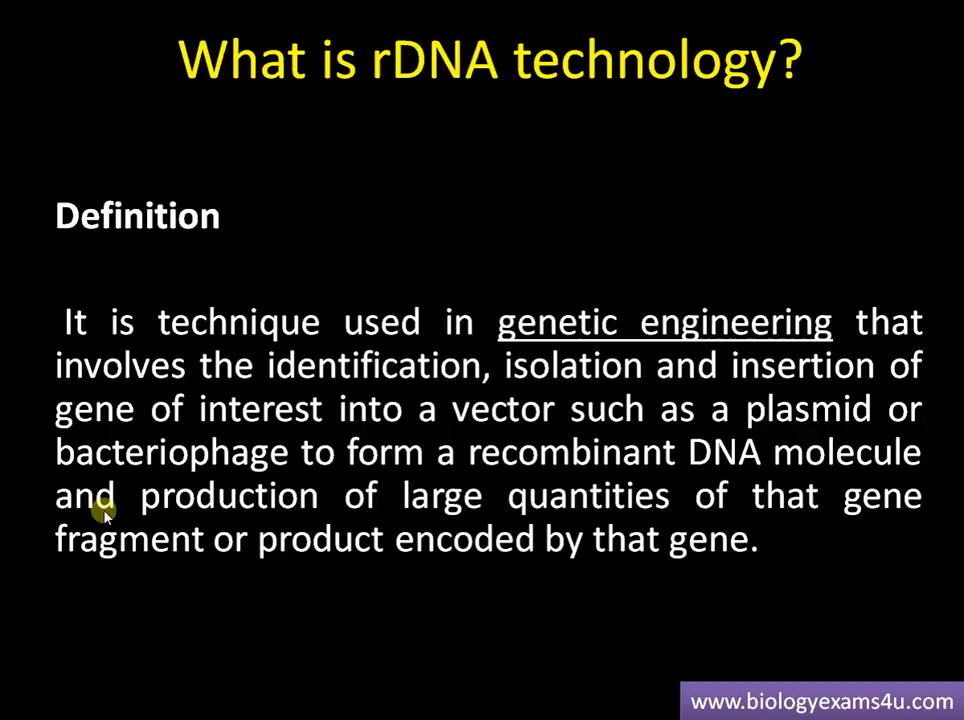 What is rDNA technology?
Definition
It is technique used in genetic engineering that
involves the identification, isolation and insertion of
gene of interest into a vector such as a plasmid or
bacteriophage to form a recombinant DNA molecule
and production of large quantities of that gene
fragment or product encoded by that gene.
www.biologyexams4u.com